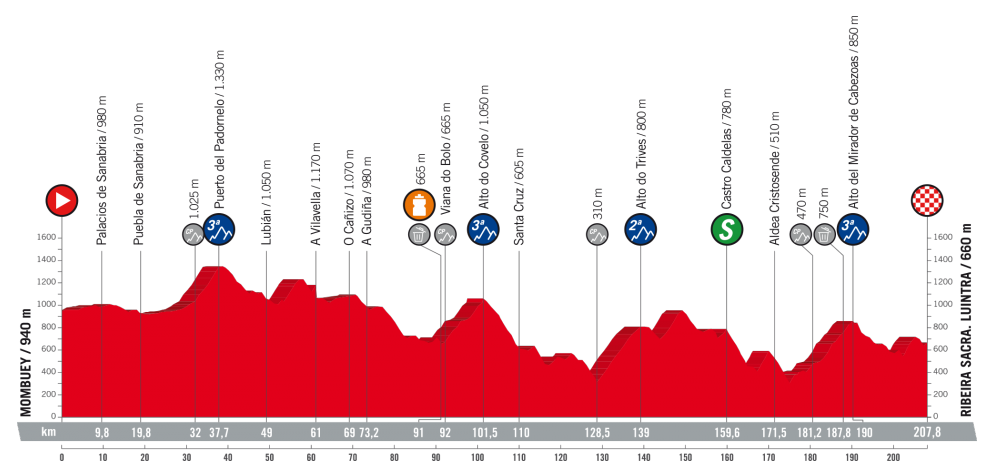 MOMBUEY / 940 m
Palacios de Sanabria / 980 m
Puebla de Sanabria / 910 m
1.025 m
CP
Puerto del Padornelo / 1.330 m
3ª
Lubián / 1.050 m
A Vilavella / 1.170 m
O Cañizo / 1.070 m
A Gudiña / 980 m
665 m
Viana do Bolo / 665 m
CP
Alto do Covelo / 1.050 m
3ª
Santa Cruz / 605 m
310 m
CP
Alto do Trives / 800 m
2ª
Castro Caldelas / 780 m
S
Aldea Cristosende / 510 m
470 m
CP
750 m
Alto del Mirador de Cabezoas / 850 m
3ª
RIBEIRA SACRA. LUINTRA / 660 m
1600
1400
1200
1000
800
600
400
200
0
1600
1400
1200
1000
800
600
400
200
0
km 9,8 19,8 32 37,7 49 61 69 73,2 91 92 101,5 110 128,5 139 159,6 171,5 181,2 187,8 190 207,8
0 10 20 30 40 50 60 70 80 90 100 110 120 130 140 150 160 170 180 190 200